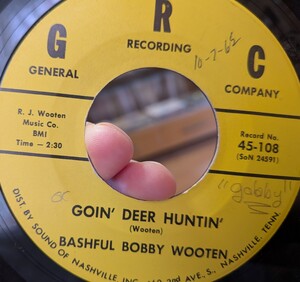 G R C
GENERAL RECORDING COMPANY
10-7-65
R. J. Wooten
Music Co.
BMI
Time — 2:30
Record No.
45-108
(SoN 24591)
"gabby"
GOIN' DEER HUNTIN'
(Wooten)
BASHFUL BOBBY WOOTEN
DIST. BY SOUND OF NASHVILLE, INC. 2nd AVE., S., NASHVILLE, TENN.